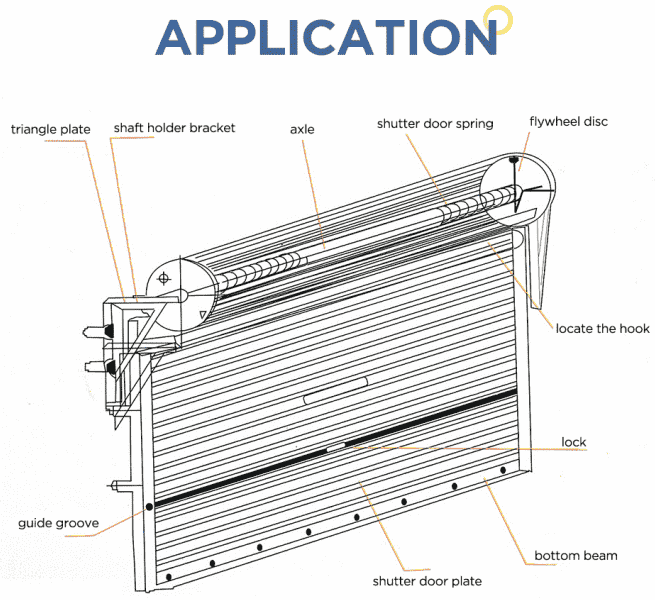 APPLICATION
triangle plate
shaft holder bracket
axle
shutter door spring
flywheel disc
locate the hook
lock
guide groove
bottom beam
shutter door plate